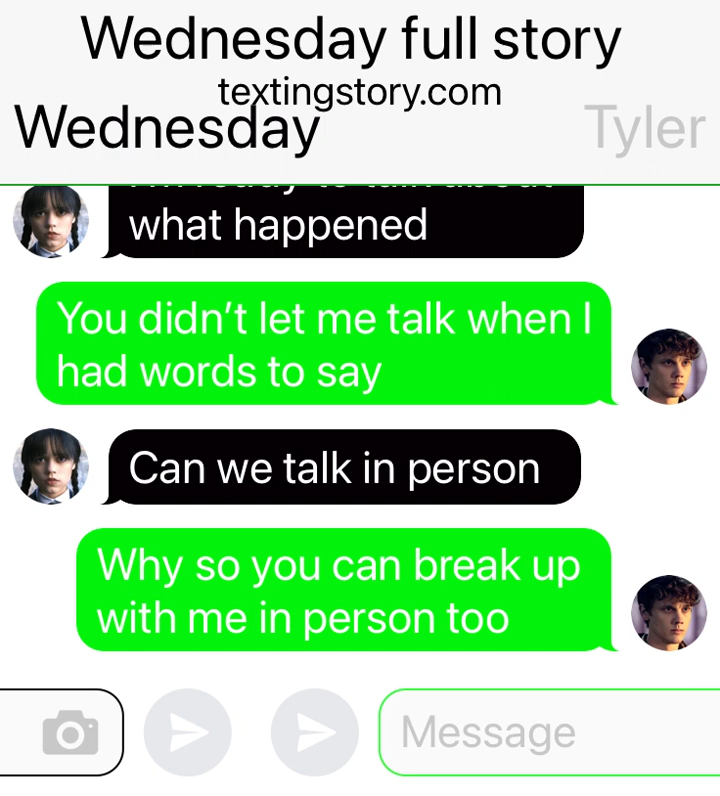 Wednesday full story
textingstory.com
Wednesday
Tyler
what happened
You didn't let me talk when I
had words to say
Can we talk in person
Why so you can break up
with me in person too
Message